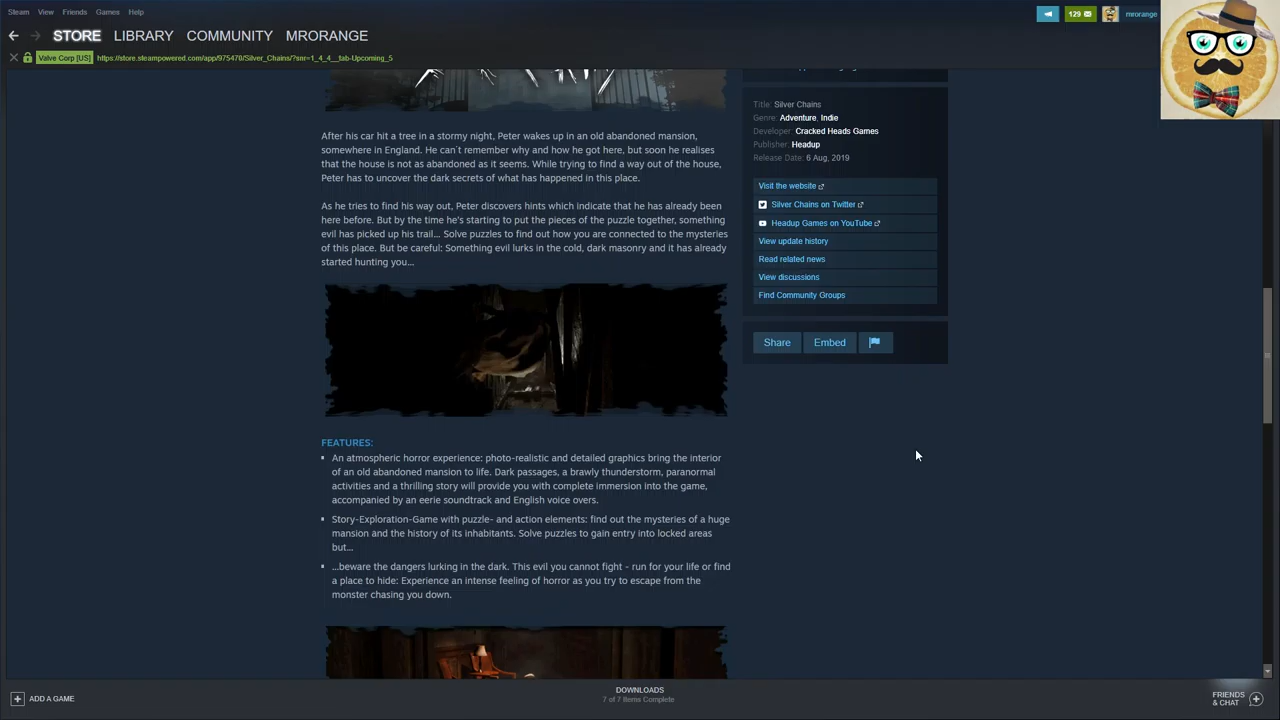 Steam View Friends Games Help
129
mrorange
STORE LIBRARY COMMUNITY MRORANGE
Valve Corp [US] https://store.steampowered.com/app/975470/Silver_Chains/?snr=1_4_4__tab-Upcoming_5
After his car hit a tree in a stormy night, Peter wakes up in an old abandoned mansion,
somewhere in England. He can`t remember why and how he got here, but soon he realises
that the house is not as abandoned as it seems. While trying to find a way out of the house,
Peter has to uncover the dark secrets of what has happened in this place.
As he tries to find his way out, Peter discovers hints which indicate that he has already been
here before. But by the time he's starting to put the pieces of the puzzle together, something
evil has picked up his trail... Solve puzzles to find out how you are connected to the mysteries
of this place. But be careful: Something evil lurks in the cold, dark masonry and it has already
started hunting you...
FEATURES:
An atmospheric horror experience: photo-realistic and detailed graphics bring the interior
of an old abandoned mansion to life. Dark passages, a brawly thunderstorm, paranormal
activities and a thrilling story will provide you with complete immersion into the game,
accompanied by an eerie soundtrack and English voice overs.
Story-Exploration-Game with puzzle- and action elements: find out the mysteries of a huge
mansion and the history of its inhabitants. Solve puzzles to gain entry into locked areas
but...
...beware the dangers lurking in the dark. This evil you cannot fight - run for your life or find
a place to hide: Experience an intense feeling of horror as you try to escape from the
monster chasing you down.
Title: Silver Chains
Genre: Adventure, Indie
Developer: Cracked Heads Games
Publisher: Headup
Release Date: 6 Aug, 2019
Visit the website
Silver Chains on Twitter
Headup Games on YouTube
View update history
Read related news
View discussions
Find Community Groups
Share Embed
ADD A GAME
DOWNLOADS
7 of 7 Items Complete
FRIENDS
& CHAT